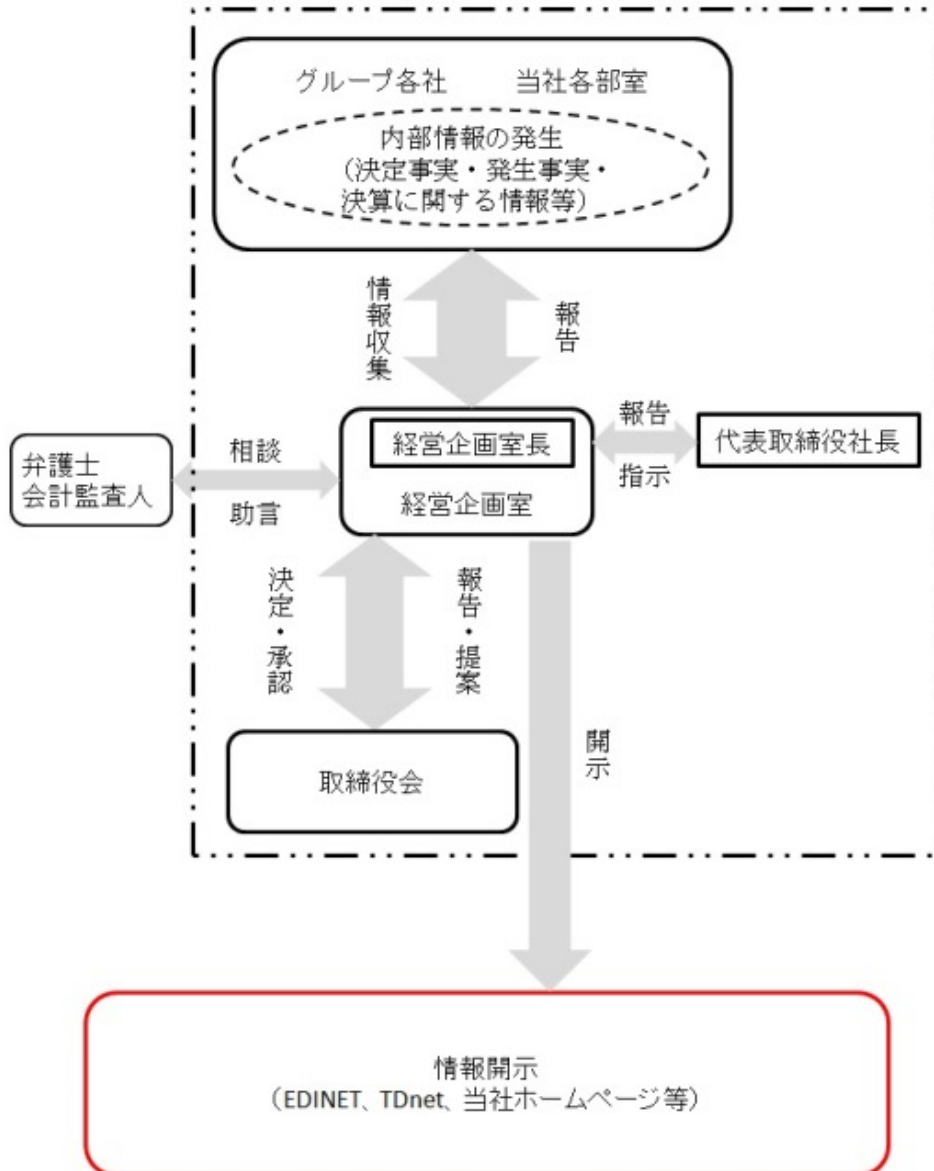 グループ各社　当社各部室
内部情報の発生
（決定事実・発生事実・
決算に関する情報等）
情報収集
報告
経営企画室長
経営企画室
報告
指示
代表取締役社長
弁護士
会計監査人
相談
助言
決定・承認
報告・提案
取締役会
開示
情報開示
（EDINET、TDnet、当社ホームページ等）